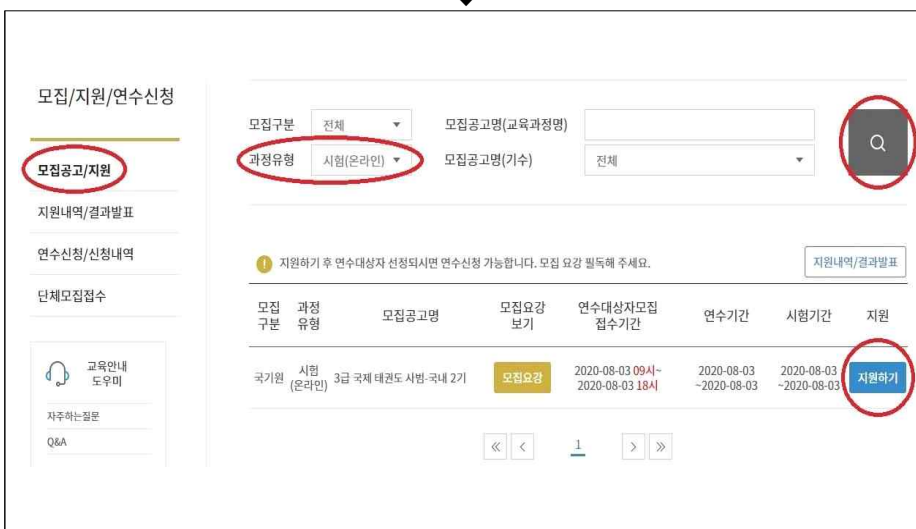 모집/지원/연수신청
모집공고/지원
지원내역/결과발표
연수신청/신청내역
단체모집접수
교육안내
도우미
자주하는질문
Q&A
모집구분 전체 모집공고명(교육과정명)
과정유형 시험(온라인) 모집공고명(기수) 전체
지원하기 후 연수대상자 선정되시면 연수신청 가능합니다. 모집 요강 필독해 주세요. 지원내역/결과발표
모집 과정 모집공고명 모집요강 연수대상자모집 연수기간 시험기간 지원
구분 유형 보기 접수기간
국기원 시험 3급 국제 태권도 사범-국내 2기 모집요강 2020-08-03 09시~ 2020-08-03 2020-08-03 지원하기
(온라인) 2020-08-03 18시 ~2020-08-03 ~2020-08-03
« < 1 > »